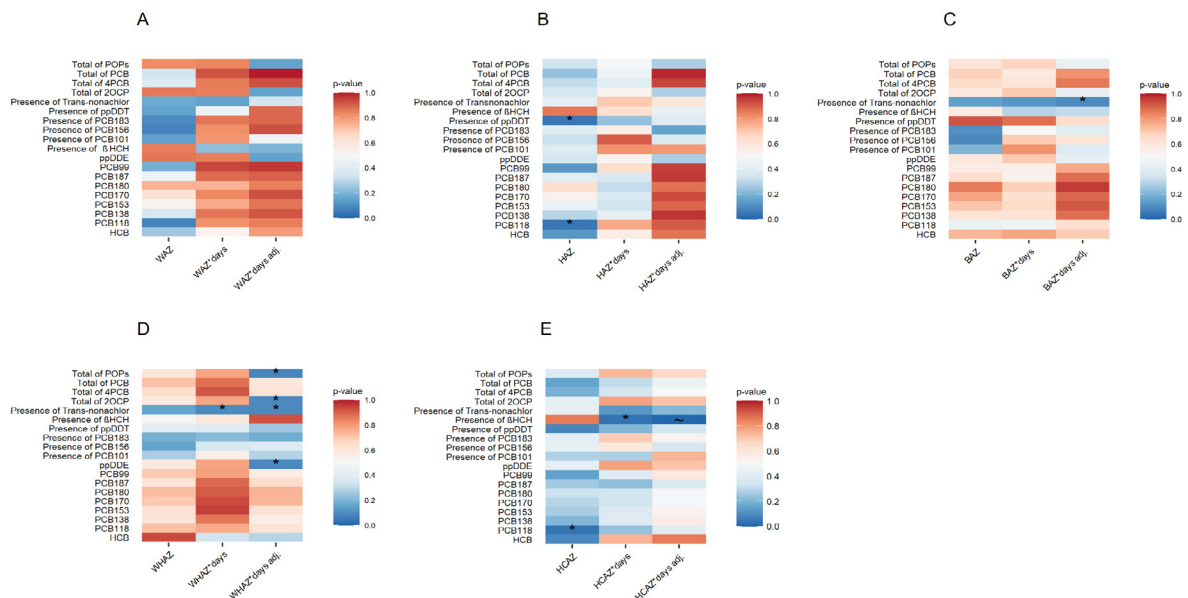 A
Total of POPs
Total of PCB
Total of 4PCB
Total of 2OCP
Presence of Trans-nonachlor
Presence of ppDDT
Presence of PCB183
Presence of PCB156
Presence of PCB101
Presence of ßHCH
ppDDE
PCB99
PCB187
PCB180
PCB170
PCB153
PCB138
PCB118
HCB
WAZ
WAZ*days
WAZ*days adj.
p-value
1.0
0.8
0.6
0.4
0.2
0.0
B
Total of POPs
Total of PCB
Total of 4PCB
Total of 2OCP
Presence of Transnonachlor
Presence of ßHCH
Presence of ppDDT
PCB183
Presence of PCB156
Presence of PCB101
ppDDE
PCB99
PCB187
PCB180
PCB170
PCB153
PCB138
PCB118
HCB
*
*
HAZ
HAZ*days
HAZ*days adj.
p-value
1.0
0.8
0.6
0.4
0.2
0.0
C
Total of POPs
Total of PCB
Total of 4PCB
Total of 2OCP
Presence of Trans-nonachlor
Presence of ßHCH
Presence of ppDDT
Presence of PCB183
Presence of PCB156
Presence of PCB101
ppDDE
PCB99
PCB187
PCB180
PCB170
PCB153
PCB138
PCB118
HCB
*
BAZ
BAZ*days
BAZ*days adj.
p-value
1.0
0.8
0.6
0.4
0.2
0.0
D
Total of POPs
Total of PCB
Total of 4PCB
Total of 2OCP
Presence of Trans-nonachlor
Presence of ßHCH
Presence of ppDDT
Presence of PCB183
Presence of PCB156
Presence of PCB101
ppDDE
PCB99
PCB187
PCB180
PCB170
PCB153
PCB138
PCB118
HCB
*
*
* *
*
WHAZ
WHAZ*days
WHAZ*days adj.
p-value
1.0
0.8
0.6
0.4
0.2
0.0
E
Total of POPs
Total of PCB
Total of 4PCB
Total of 2OCP
Presence of Trans-nonachlor
Presence of ßHCH
Presence of ppDDT
Presence of PCB183
Presence of PCB156
Presence of PCB101
ppDDE
PCB99
PCB187
PCB180
PCB170
PCB153
PCB138
PCB118
HCB
* ~
*
HCAZ
HCAZ*days
HCAZ*days adj.
p-value
1.0
0.8
0.6
0.4
0.2
0.0